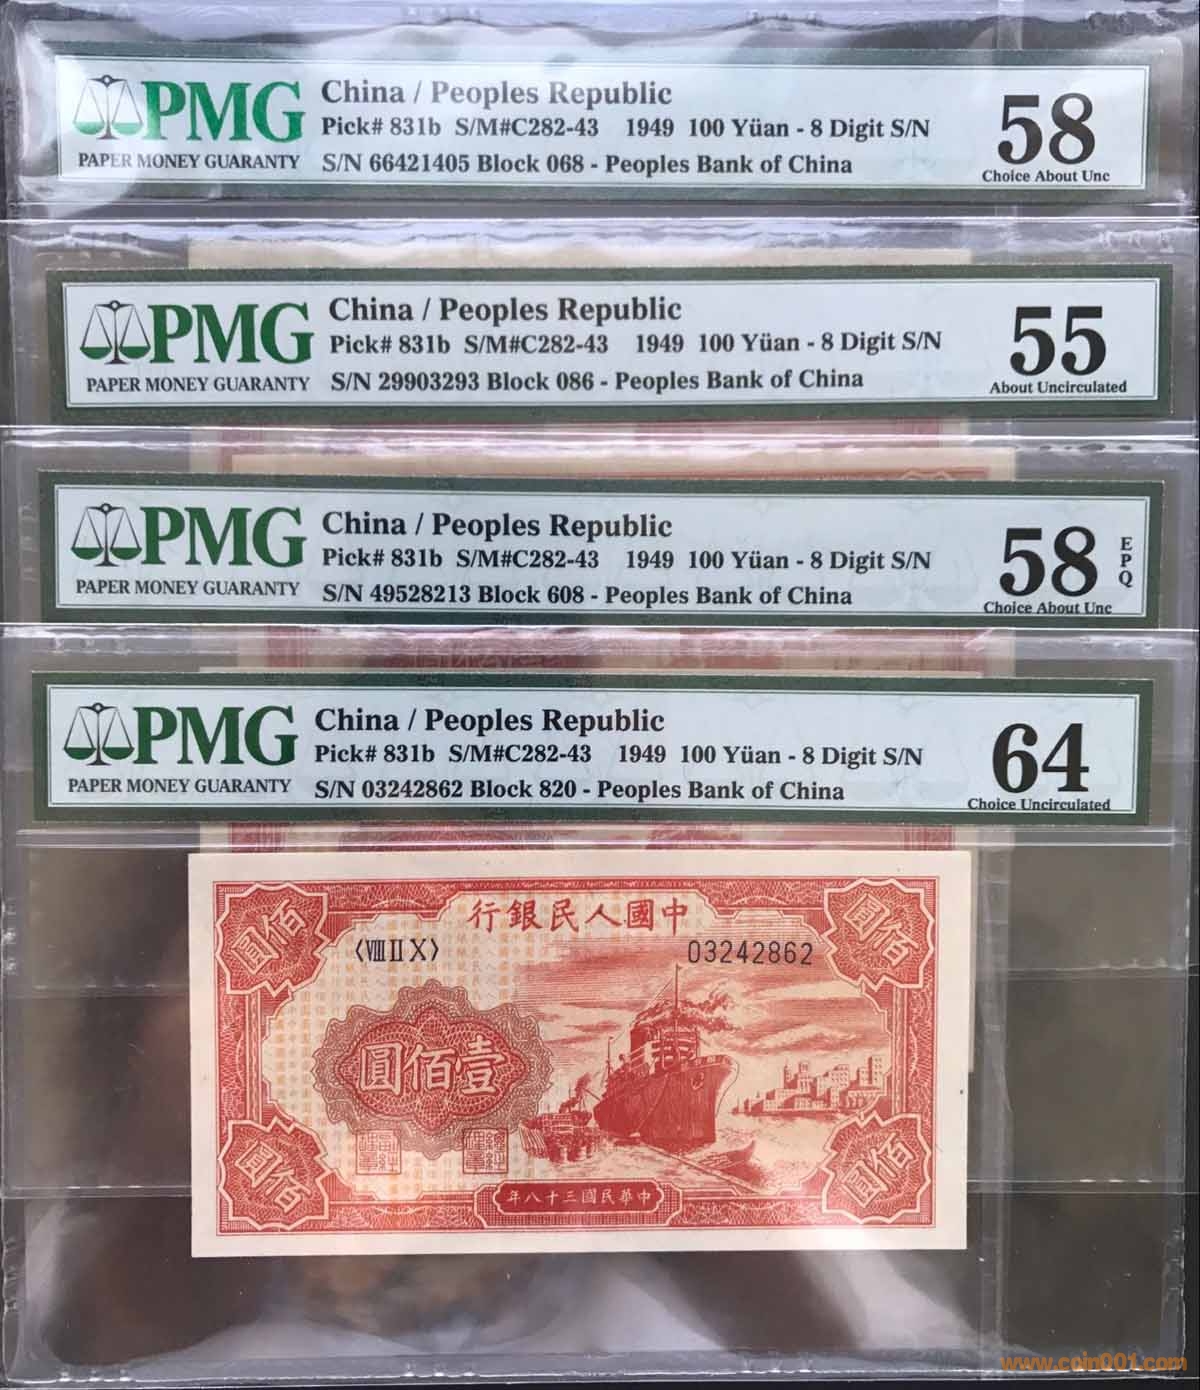 PMG
PAPER MONEY GUARANTY
China / Peoples Republic
Pick# 831b S/M#C282-43 1949 100 Yüan - 8 Digit S/N
S/N 66421405 Block 068 - Peoples Bank of China
58
Choice About Unc
PMG
PAPER MONEY GUARANTY
China / Peoples Republic
Pick# 831b S/M#C282-43 1949 100 Yüan - 8 Digit S/N
S/N 29903293 Block 086 - Peoples Bank of China
55
About Uncirculated
PMG
PAPER MONEY GUARANTY
China / Peoples Republic
Pick# 831b S/M#C282-43 1949 100 Yüan - 8 Digit S/N
S/N 49528213 Block 608 - Peoples Bank of China
58
EPQ
Choice About Unc
PMG
PAPER MONEY GUARANTY
China / Peoples Republic
Pick# 831b S/M#C282-43 1949 100 Yüan - 8 Digit S/N
S/N 03242862 Block 820 - Peoples Bank of China
64
Choice Uncirculated
行銀民人國中
圓佰
圓佰
〈VIII II X〉
03242862
圓佰壹
圓佰
圓佰
年八十三國民華中
www.coin001.com